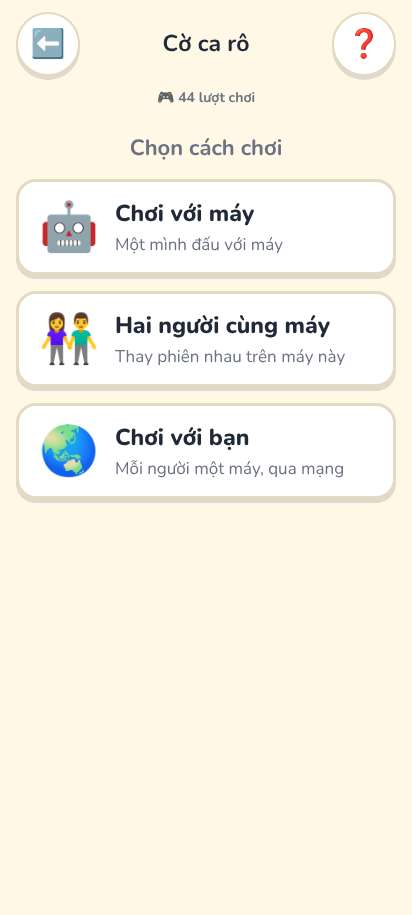 Cờ ca rô
44 lượt chơi
Chọn cách chơi
Chơi với máy
Một mình đấu với máy
Hai người cùng máy
Thay phiên nhau trên máy này
Chơi với bạn
Mỗi người một máy, qua mạng